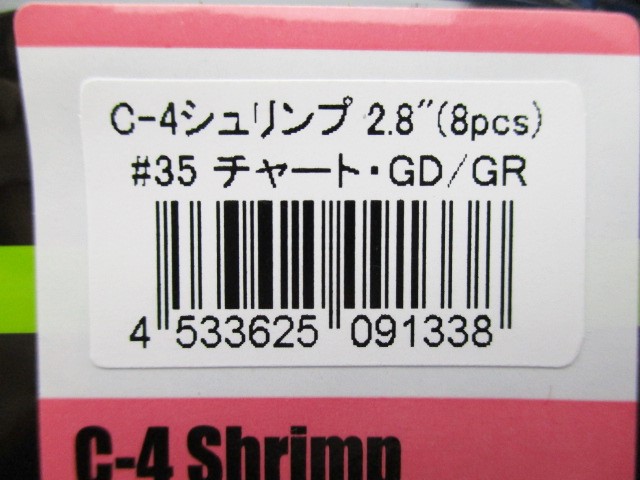 C-4シュリンプ 2.8"(8pcs)
#35 チャート・GD/GR
4 533625 091338
C-4 Shrimp